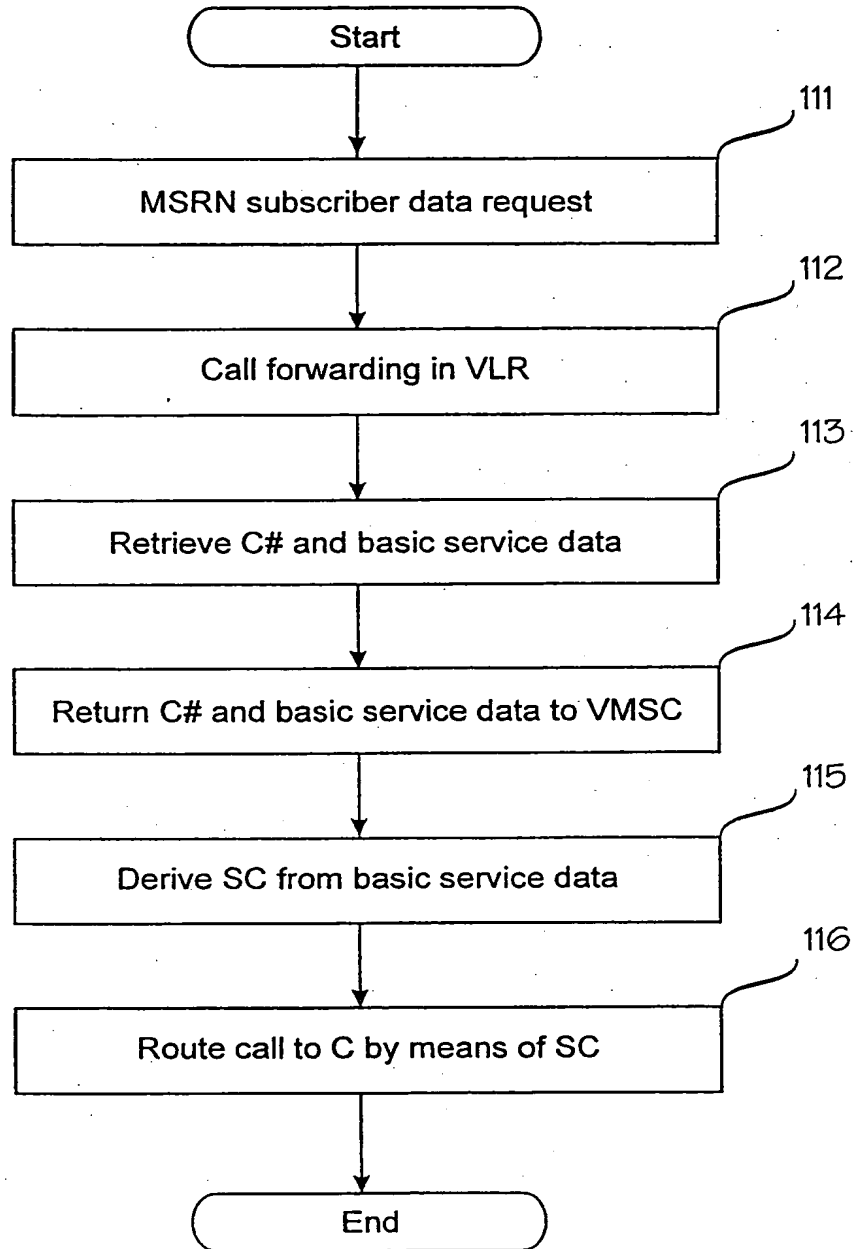 Start
111
MSRN subscriber data request
112
Call forwarding in VLR
113
Retrieve C# and basic service data
114
Return C# and basic service data to VMSC
115
Derive SC from basic service data
116
Route call to C by means of SC
End